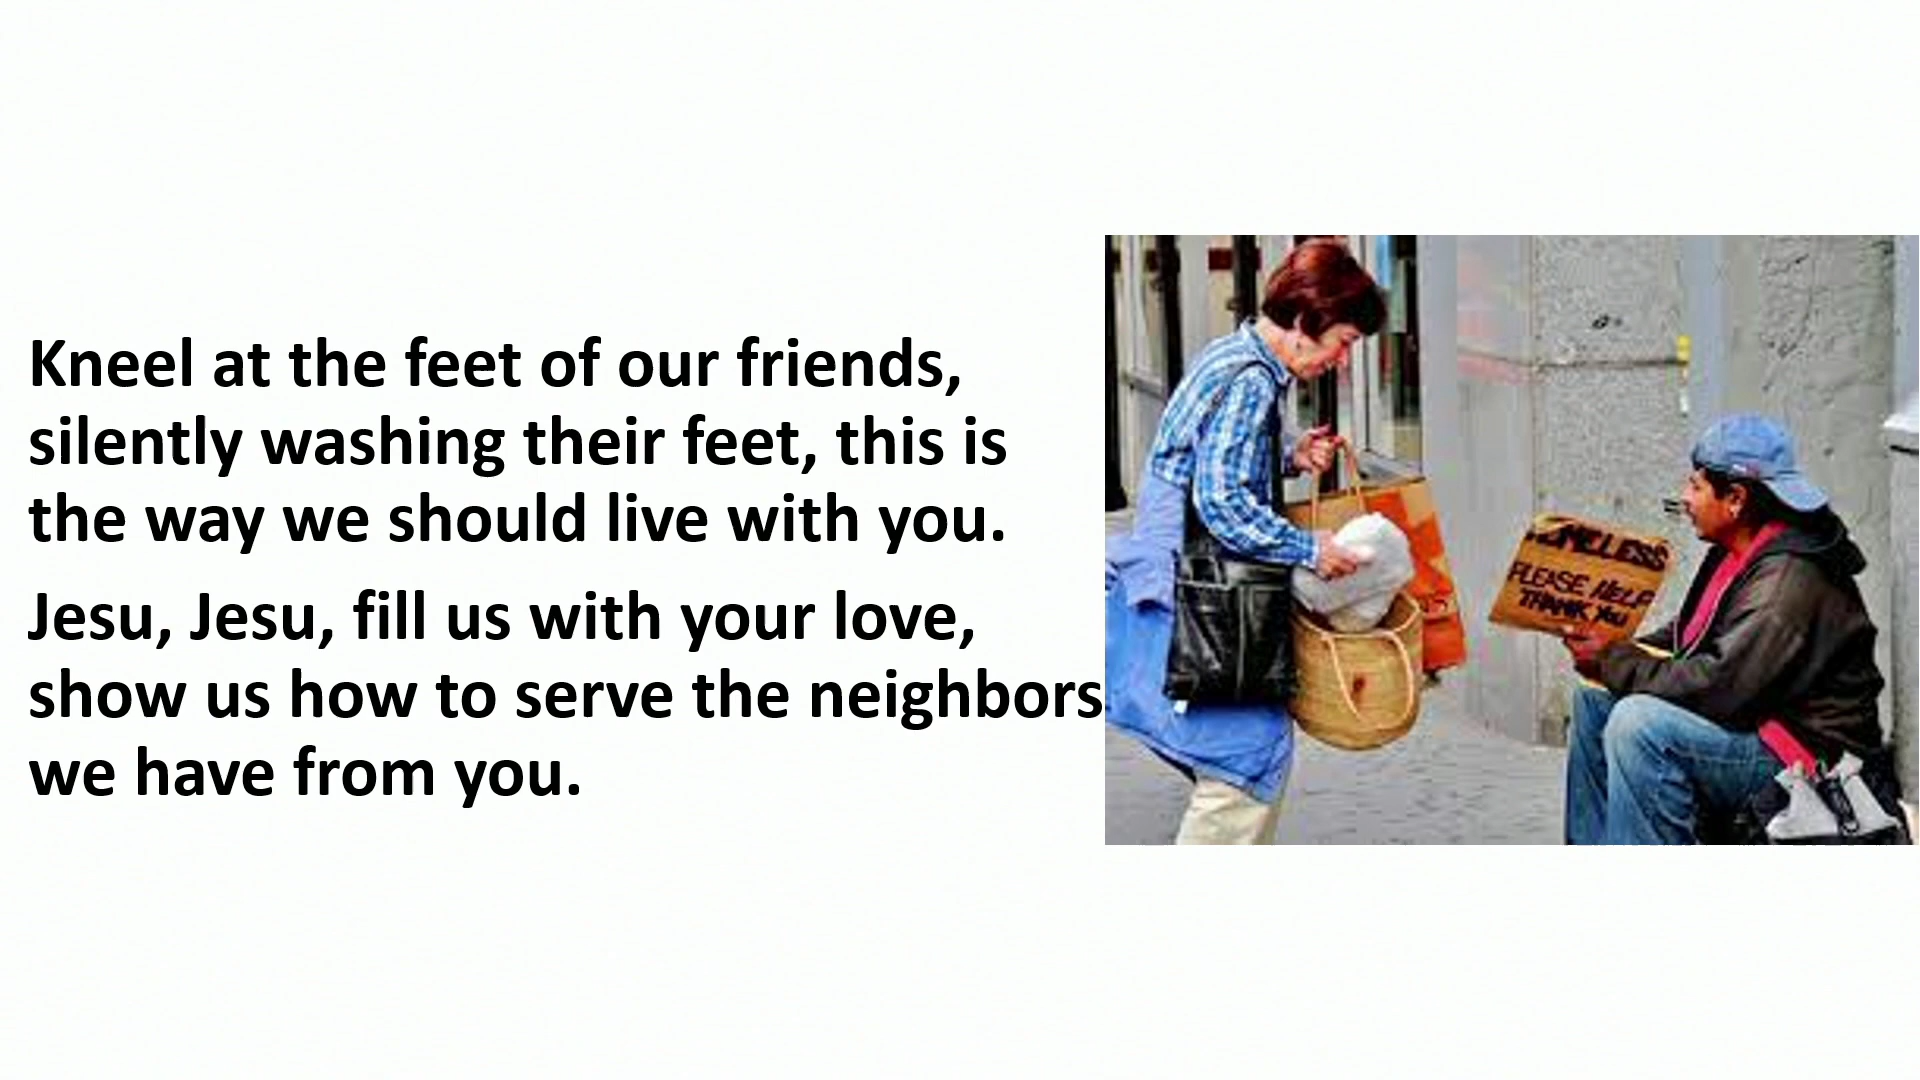 Kneel at the feet of our friends,
silently washing their feet, this is
the way we should live with you.
Jesu, Jesu, fill us with your love,
show us how to serve the neighbors
we have from you.
HOMELESS
PLEASE HELP
THANK YOU